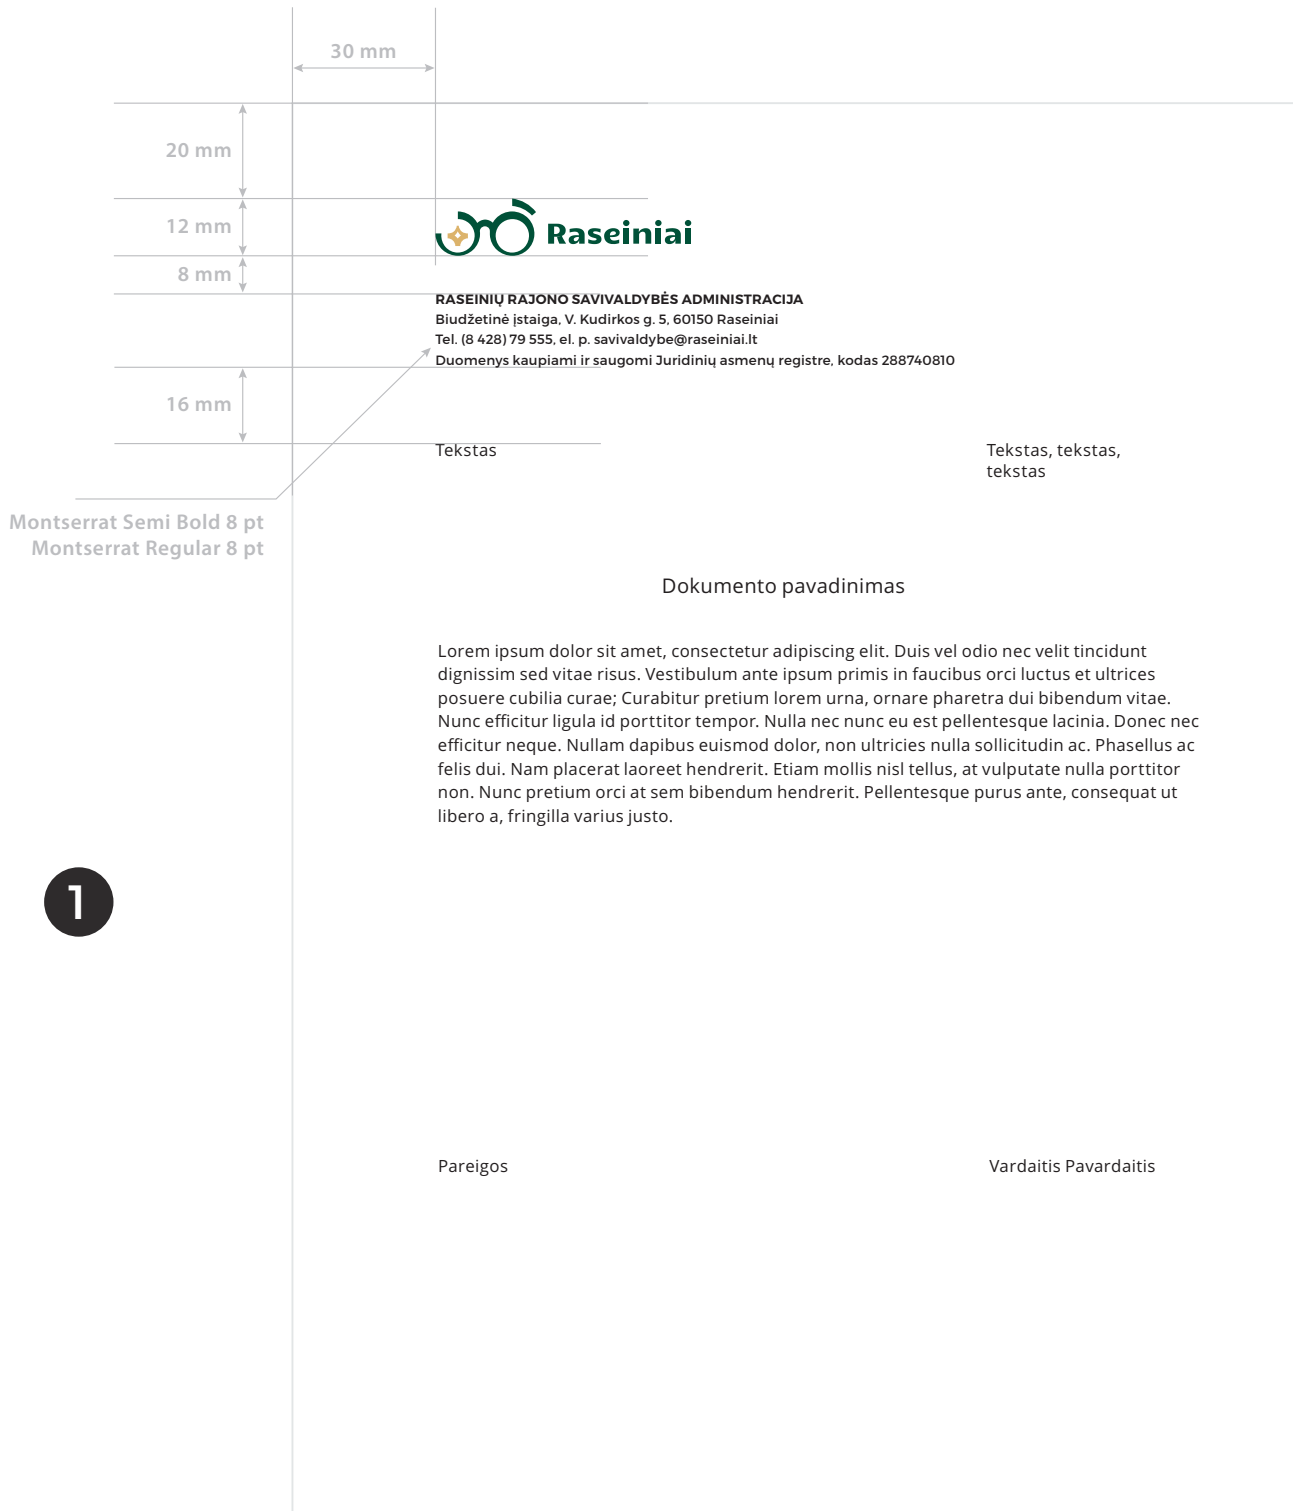 30 mm
20 mm
12 mm
Raseiniai
8 mm
RASEINIŲ RAJONO SAVIVALDYBĖS ADMINISTRACIJA
Biudžetinė įstaiga, V. Kudirkos g. 5, 60150 Raseiniai
Tel. (8 428) 79 555, el. p. savivaldybe@raseiniai.lt
Duomenys kaupiami ir saugomi Juridinių asmenų registre, kodas 288740810
16 mm
Tekstas
Tekstas, tekstas,
tekstas
Montserrat Semi Bold 8 pt
Montserrat Regular 8 pt
Dokumento pavadinimas
Lorem ipsum dolor sit amet, consectetur adipiscing elit. Duis vel odio nec velit tincidunt
dignissim sed vitae risus. Vestibulum ante ipsum primis in faucibus orci luctus et ultrices
posuere cubilia curae; Curabitur pretium lorem urna, ornare pharetra dui bibendum vitae.
Nunc efficitur ligula id porttitor tempor. Nulla nec nunc eu est pellentesque lacinia. Donec nec
efficitur neque. Nullam dapibus euismod dolor, non ultricies nulla sollicitudin ac. Phasellus ac
felis dui. Nam placerat laoreet hendrerit. Etiam mollis nisl tellus, at vulputate nulla porttitor
non. Nunc pretium orci at sem bibendum hendrerit. Pellentesque purus ante, consequat ut
libero a, fringilla varius justo.
1
Pareigos
Vardaitis Pavardaitis